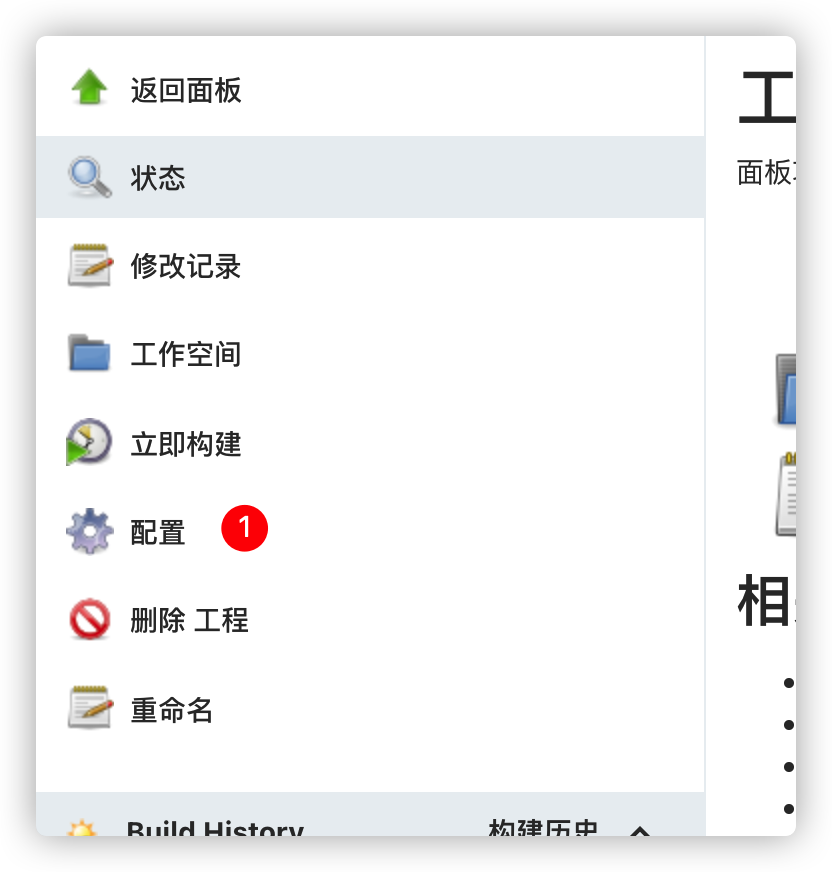 返回面板
状态
修改记录
工作空间
立即构建
配置 1
删除 工程
重命名
Build History 构建历史
工
面板
相